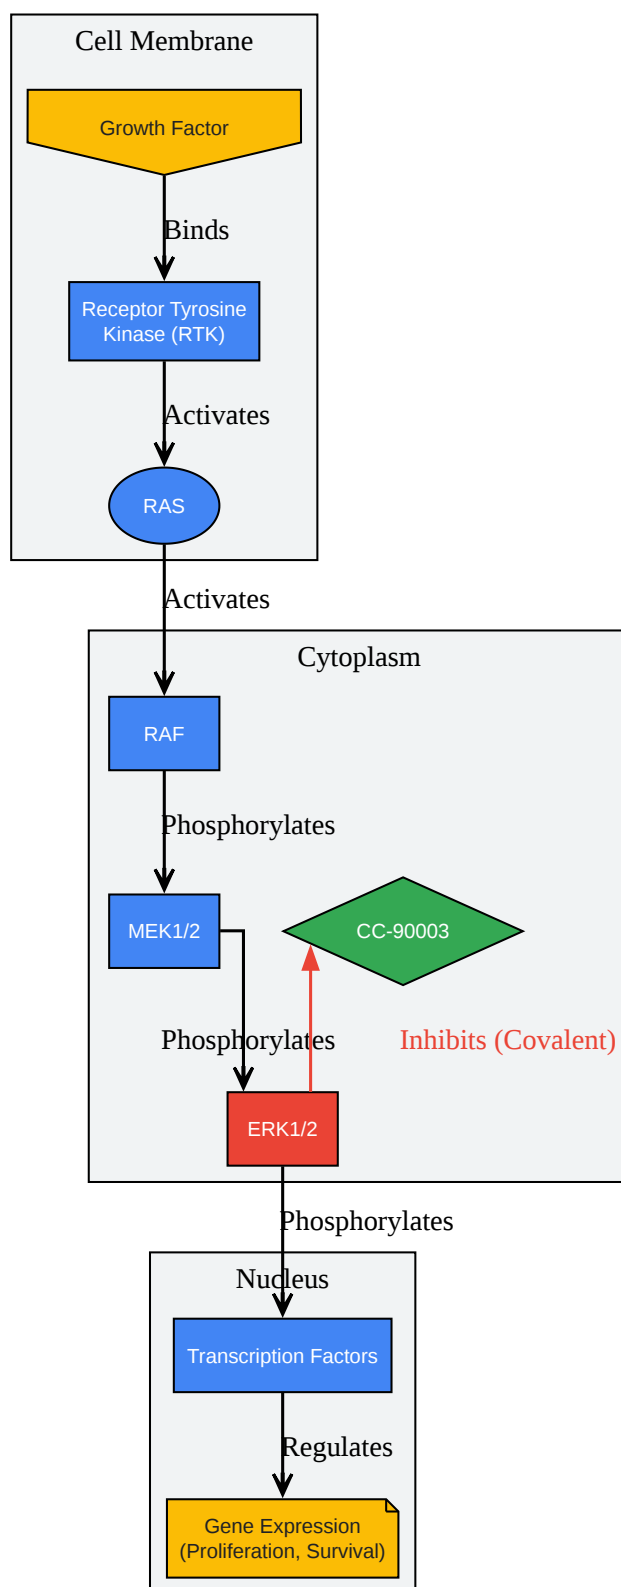 Cell Membrane
Growth Factor
Binds
Receptor Tyrosine
Kinase (RTK)
Activates
RAS
Activates
Cytoplasm
RAF
Phosphorylates
MEK1/2
CC-90003
Phosphorylates
Inhibits (Covalent)
ERK1/2
Phosphorylates
Nucleus
Transcription Factors
Regulates
Gene Expression
(Proliferation, Survival)